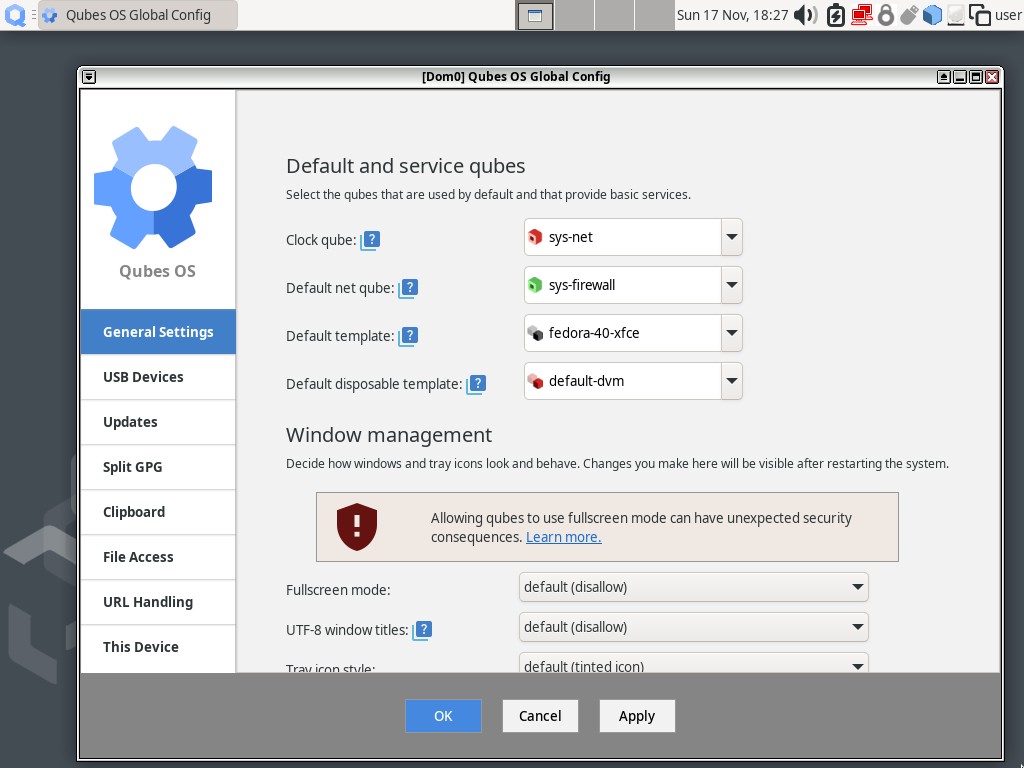 Qubes OS Global Config
Sun 17 Nov, 18:27
user
[Dom0] Qubes OS Global Config
Qubes OS
General Settings
USB Devices
Updates
Split GPG
Clipboard
File Access
URL Handling
This Device
Default and service qubes
Select the qubes that are used by default and that provide basic services.
Clock qube: ?
sys-net
Default net qube: ?
sys-firewall
Default template: ?
fedora-40-xfce
Default disposable template: ?
default-dvm
Window management
Decide how windows and tray icons look and behave. Changes you make here will be visible after restarting the system.
Allowing qubes to use fullscreen mode can have unexpected security
consequences. Learn more.
Fullscreen mode:
default (disallow)
UTF-8 window titles: ?
default (disallow)
Tray icon style:
default (tinted icon)
OK
Cancel
Apply